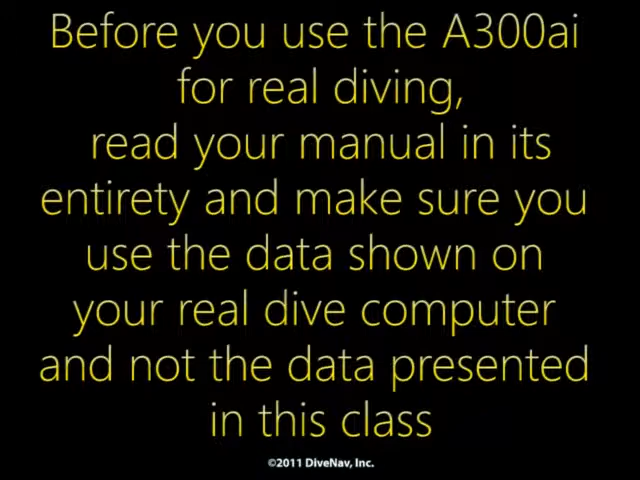 Before you use the A300ai
for real diving,
read your manual in its
entirety and make sure you
use the data shown on
your real dive computer
and not the data presented
in this class
©2011 DiveNav, Inc.